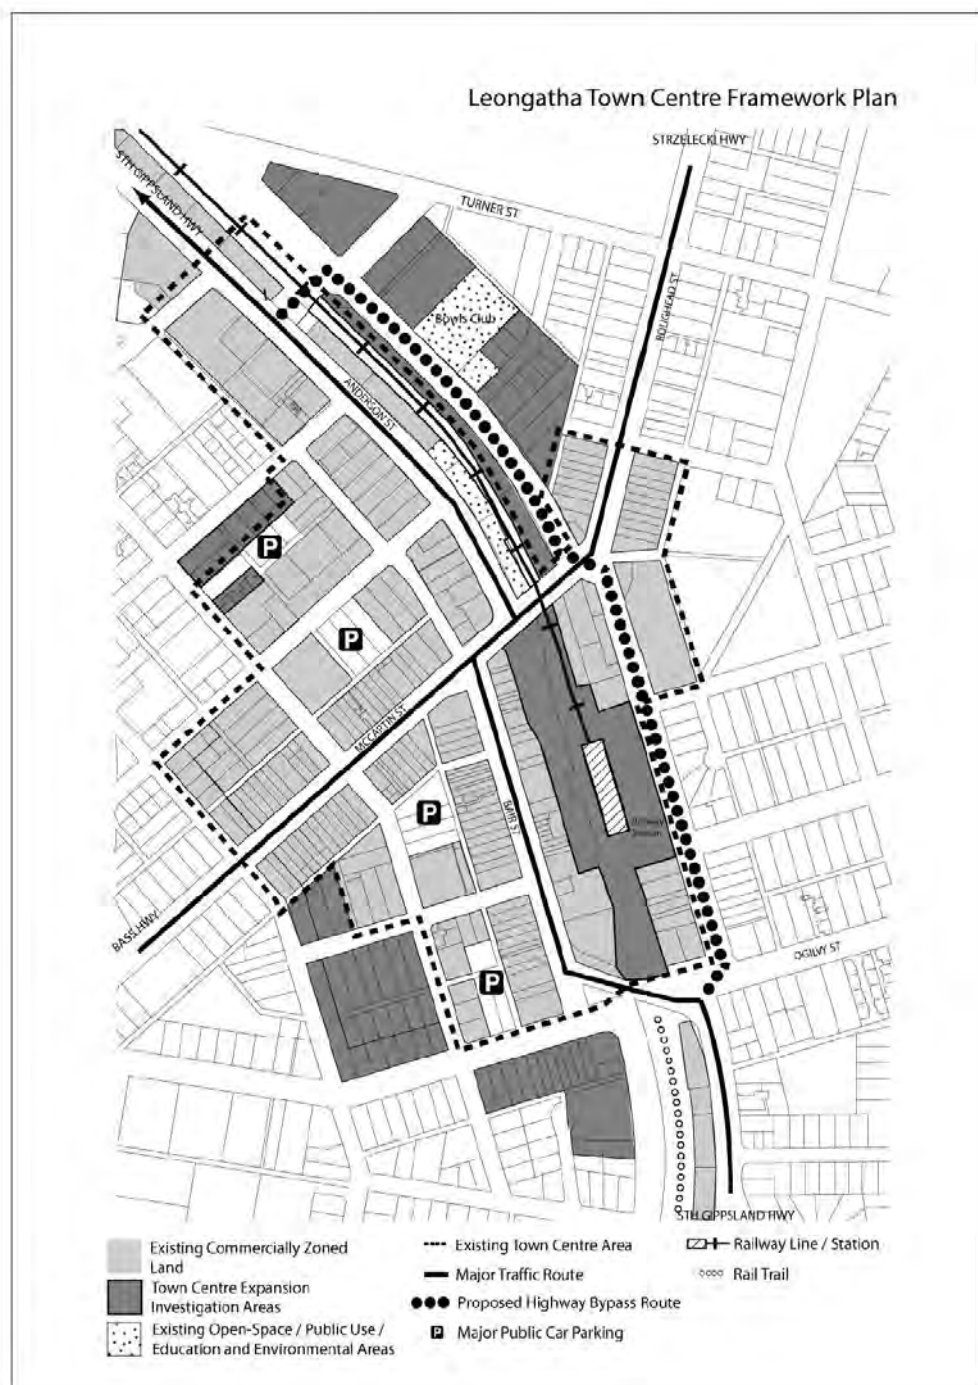 Leongatha Town Centre Framework Plan
STRZELECKI HWY
STH GIPPSLAND HWY
TURNER ST
ROUGHEAD ST
Bowls Club
ANDERSON ST
P
P
MCCARTIN ST
P
BAIR ST
Railway
Station
BASS HWY
OGILVY ST
P
STH GIPPSLAND HWY
Existing Commercially Zoned
Land
Town Centre Expansion
Investigation Areas
Existing Open-Space / Public Use /
Education and Environmental Areas
Existing Town Centre Area
Major Traffic Route
Proposed Highway Bypass Route
P Major Public Car Parking
Railway Line / Station
Rail Trail